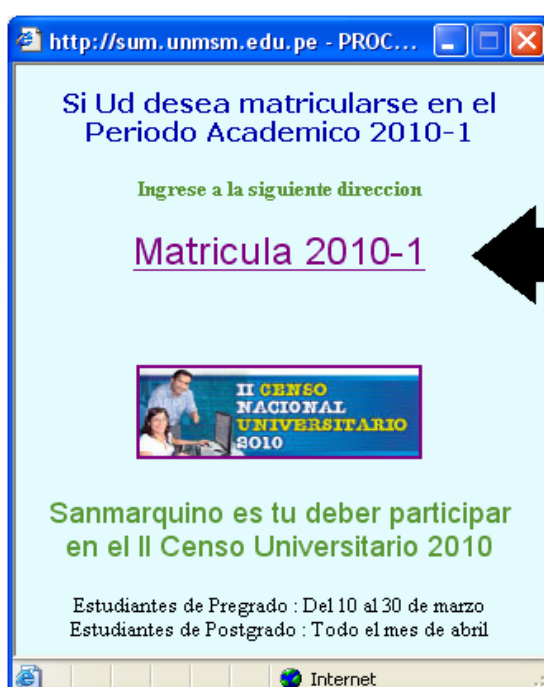 http://sum.unmsm.edu.pe - PROC...
Si Ud desea matricularse en el
Periodo Academico 2010-1
Ingrese a la siguiente direccion
Matricula 2010-1
II CENSO
NACIONAL
UNIVERSITARIO
2010
Sanmarquino es tu deber participar
en el II Censo Universitario 2010
Estudiantes de Pregrado : Del 10 al 30 de marzo
Estudiantes de Postgrado : Todo el mes de abril
Internet